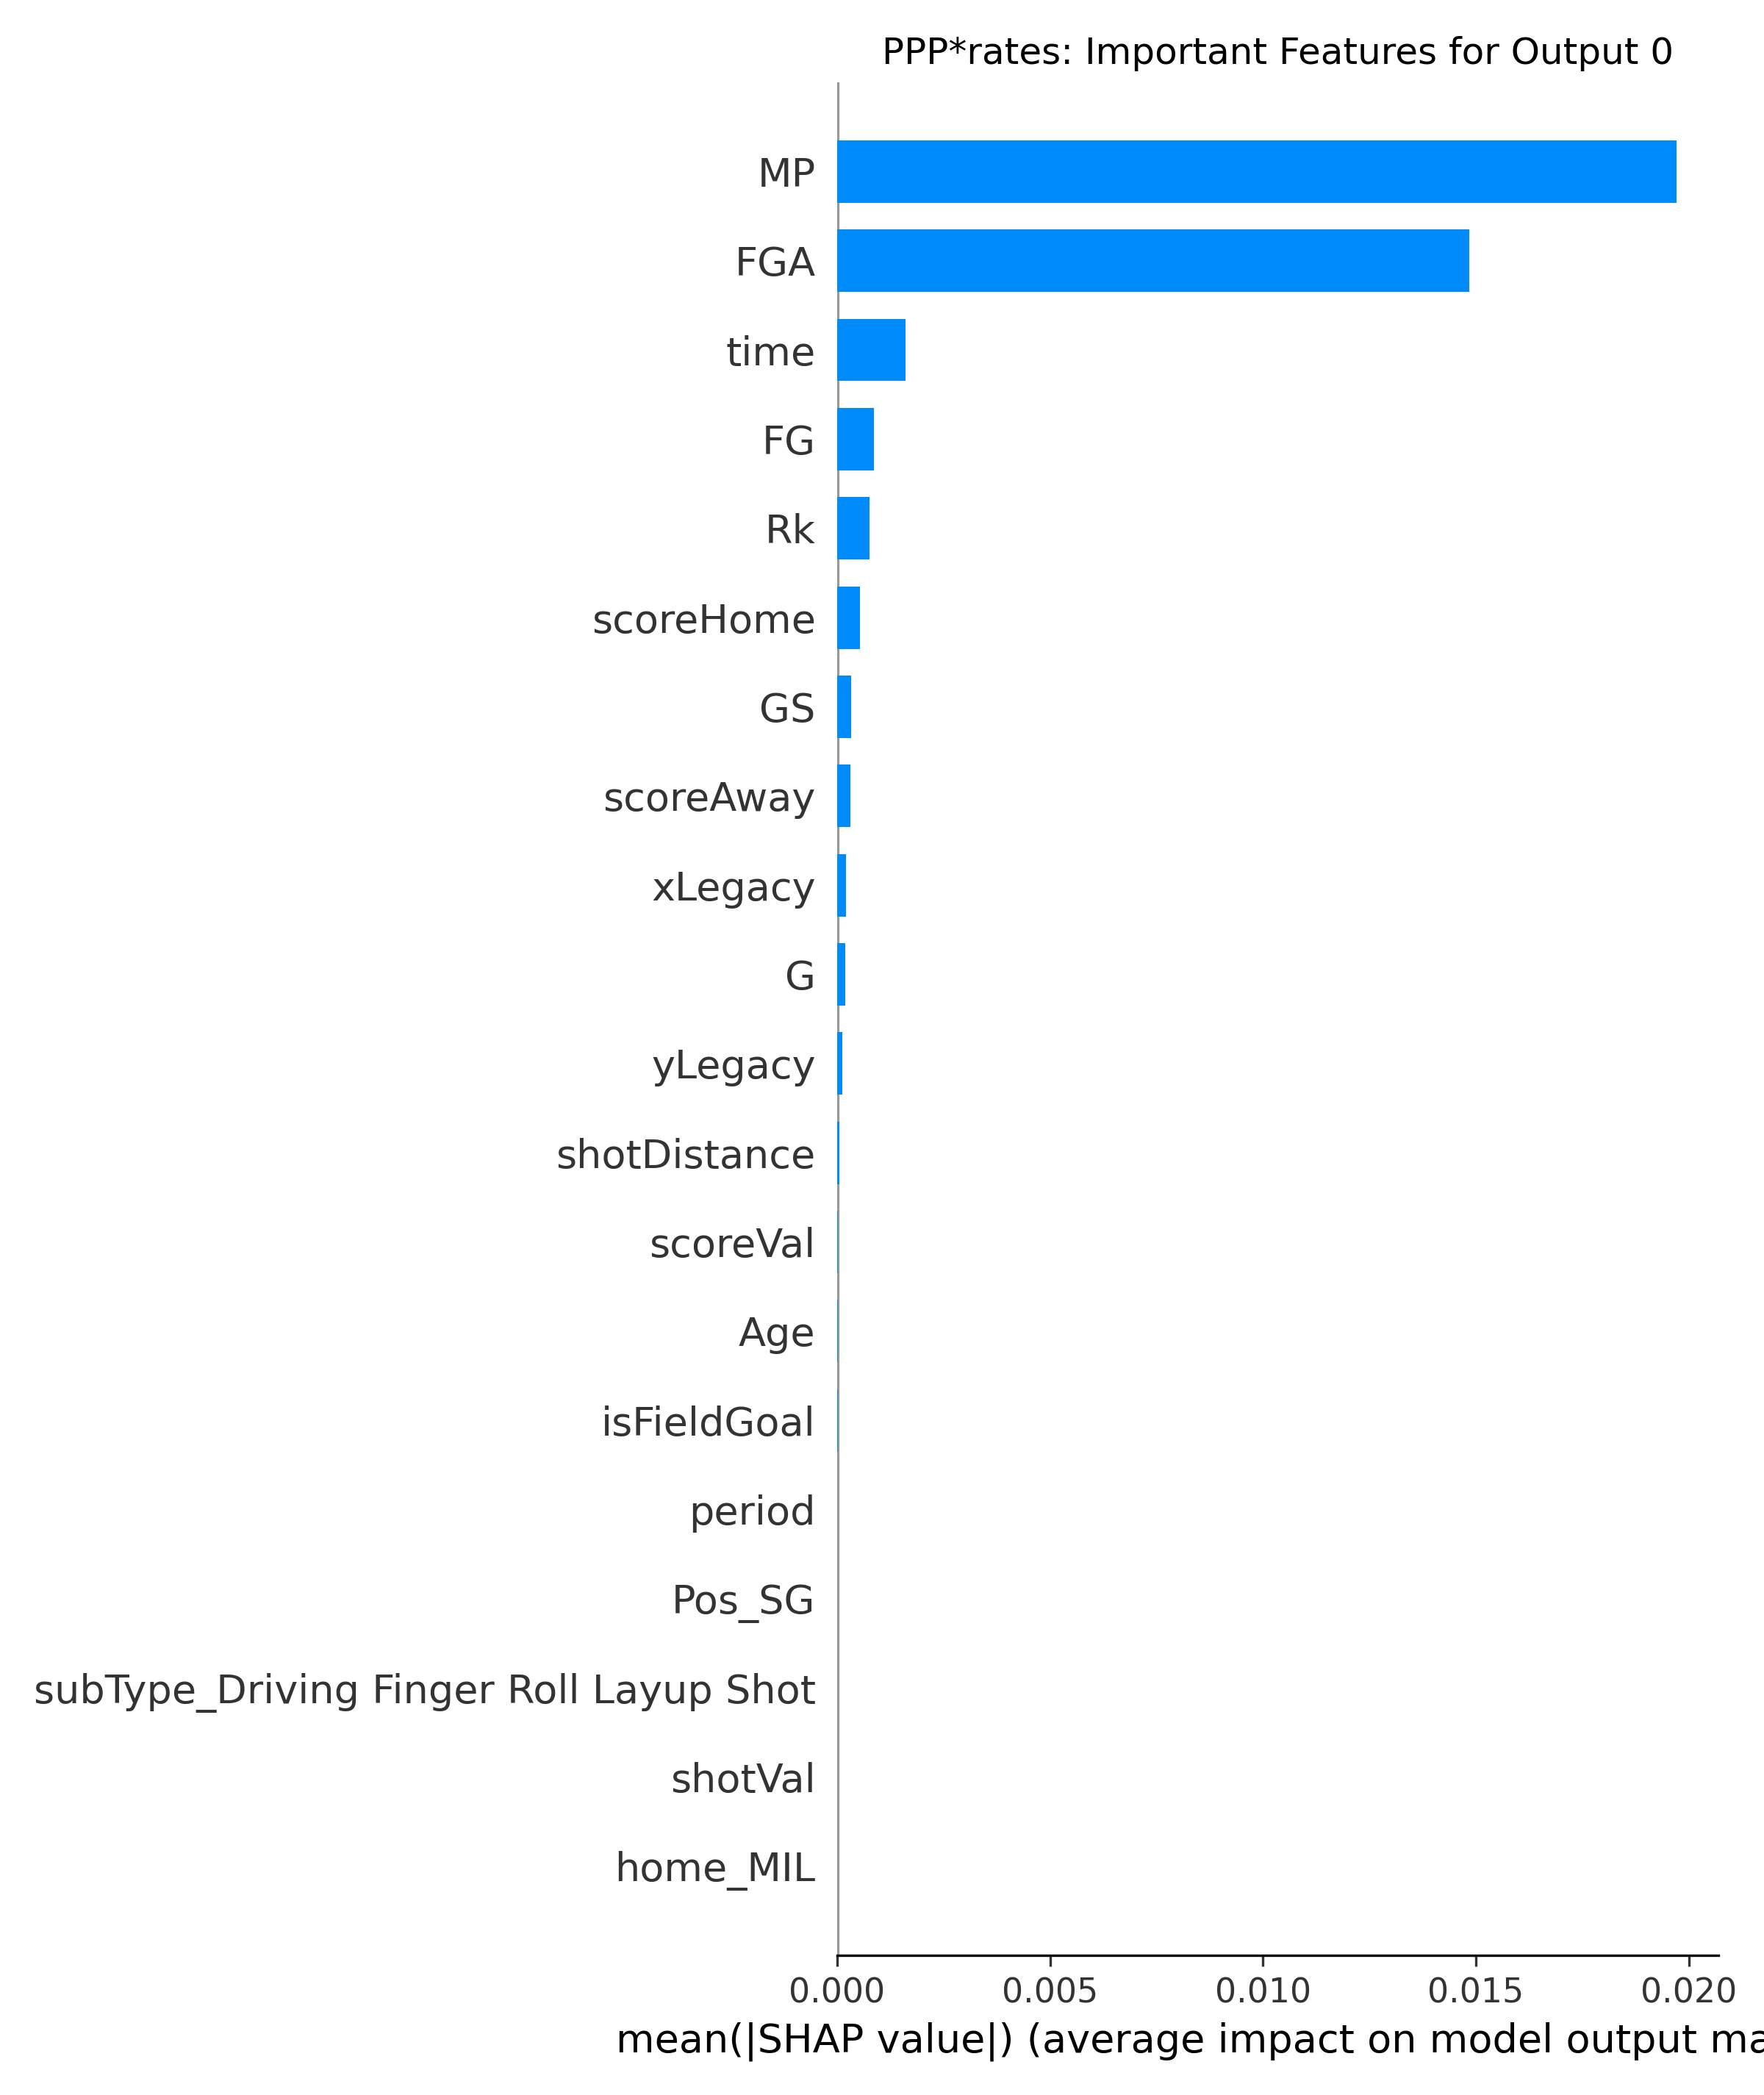 PPP*rates: Important Features for Output 0
MP
FGA
time
FG
Rk
scoreHome
GS
scoreAway
xLegacy
G
yLegacy
shotDistance
scoreVal
Age
isFieldGoal
period
Pos_SG
subType_Driving Finger Roll Layup Shot
shotVal
home_MIL
0.000 0.005 0.010 0.015 0.020
mean(|SHAP value|) (average impact on model output ma